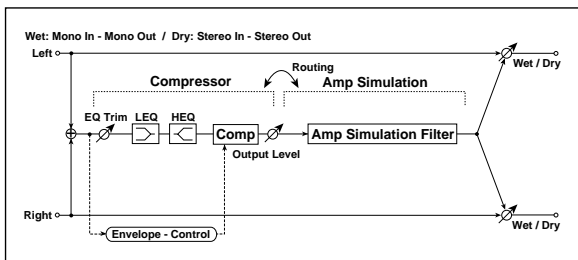 Wet: Mono In - Mono Out / Dry: Stereo In - Stereo Out
Left
Wet / Dry
Routing
Compressor
Amp Simulation
EQ Trim
LEQ
HEQ
Comp
Amp Simulation Filter
Output Level
Right
Wet / Dry
Envelope - Control